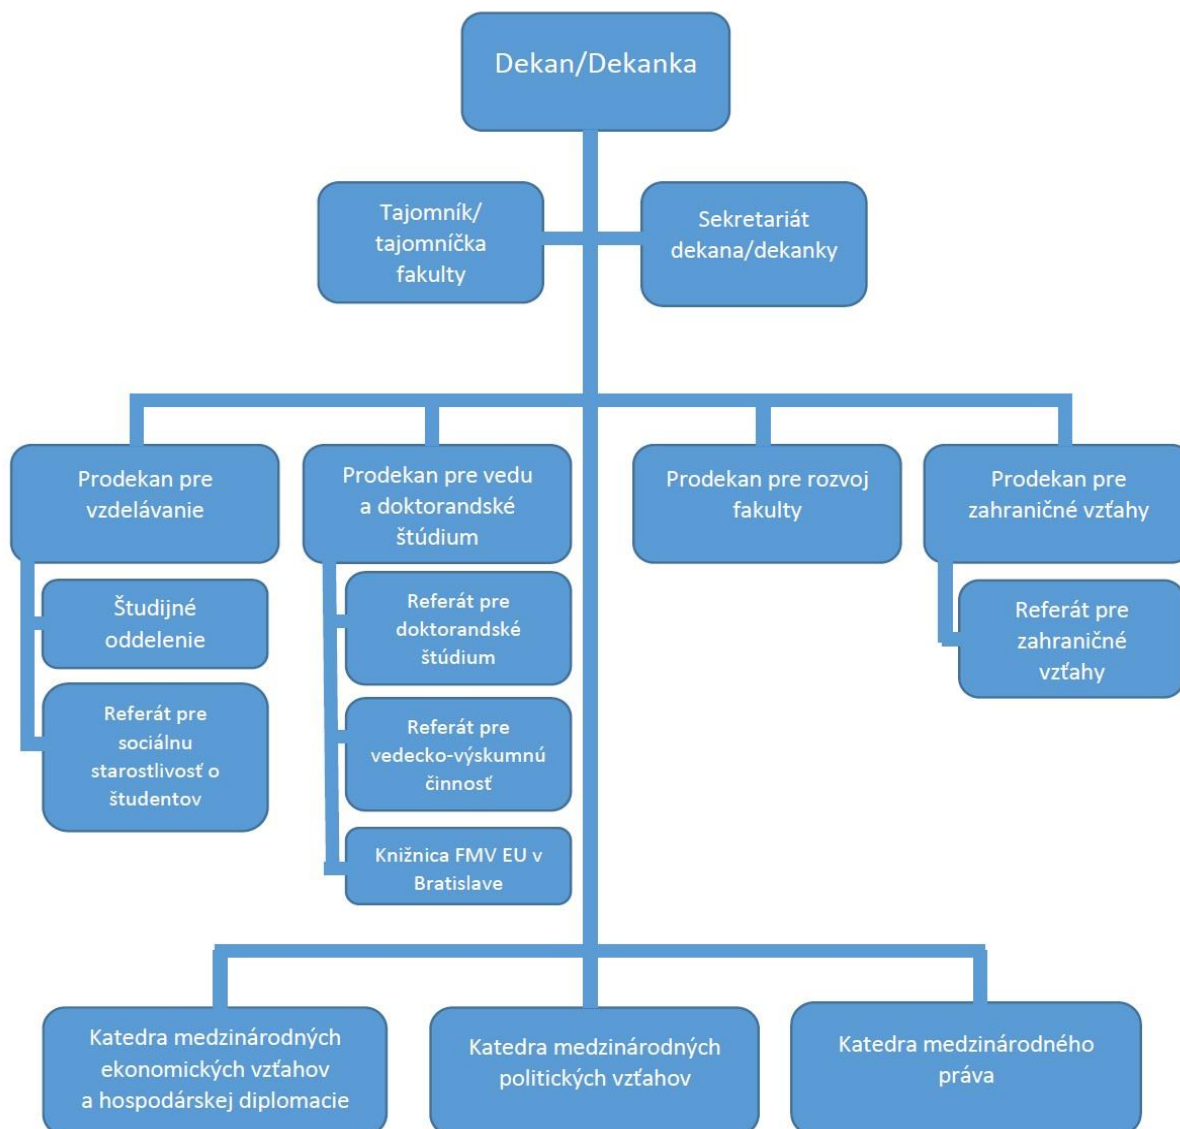 Dekan/Dekanka
Tajomník/
tajomníčka
fakulty
Sekretariát
dekana/dekanky
Prodekan pre
vzdelávanie
Prodekan pre vedu
a doktorandské
štúdium
Prodekan pre rozvoj
fakulty
Prodekan pre
zahraničné vzťahy
Študijné
oddelenie
Referát pre
sociálnu
starostlivosť o
študentov
Referát pre
doktorandské
štúdium
Referát pre
vedecko-výskumnú
činnosť
Knižnica FMV EU v
Bratislave
Referát pre
zahraničné
vzťahy
Katedra medzinárodných
ekonomických vzťahov
a hospodárskej diplomacie
Katedra medzinárodných
politických vzťahov
Katedra medzinárodného
práva